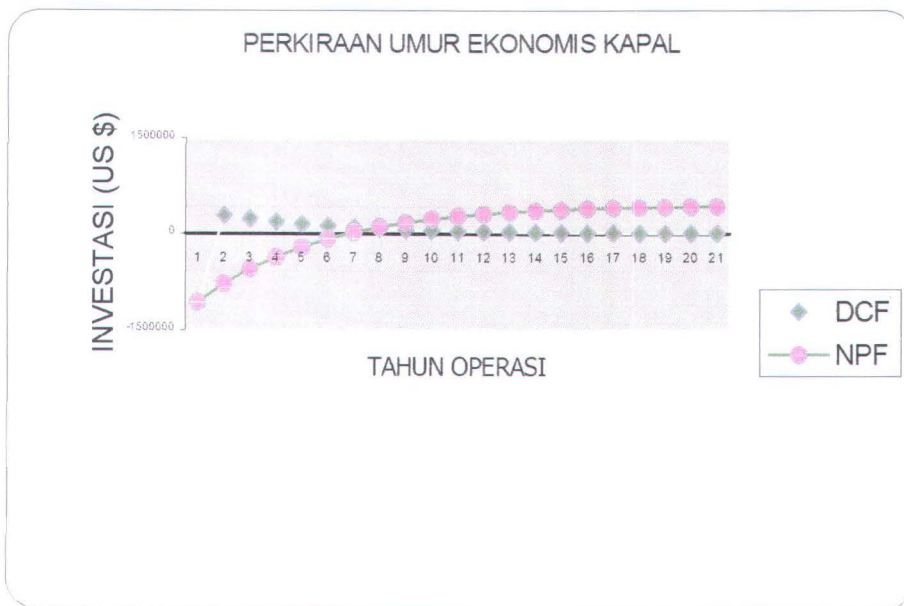 PERKIRAAN UMUR EKONOMIS KAPAL
INVESTASI (US $)
1500000
0
-1500000
1 2 3 4 5 6 7 8 9 10 11 12 13 14 15 16 17 18 19 20 21
TAHUN OPERASI
DCF
NPF